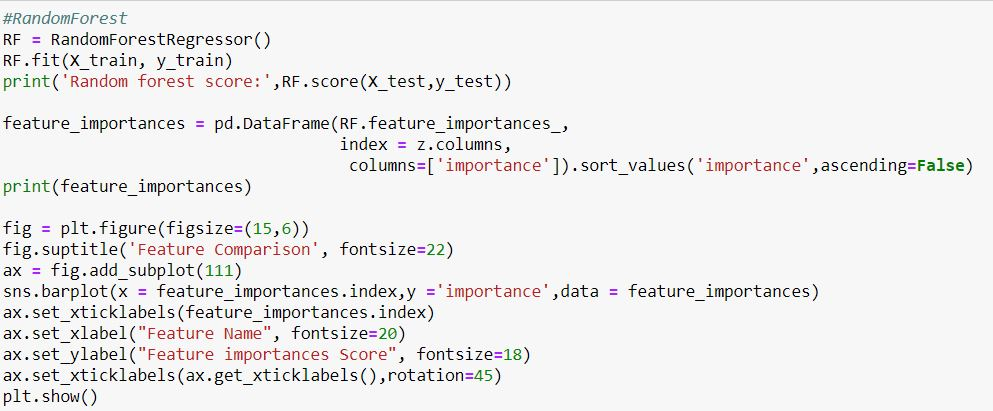 #RandomForest
RF = RandomForestRegressor()
RF.fit(X_train, y_train)
print('Random forest score:',RF.score(X_test,y_test))

feature_importances = pd.DataFrame(RF.feature_importances_,
                                   index = z.columns,
                                    columns=['importance']).sort_values('importance',ascending=False)
print(feature_importances)

fig = plt.figure(figsize=(15,6))
fig.suptitle('Feature Comparison', fontsize=22)
ax = fig.add_subplot(111)
sns.barplot(x = feature_importances.index,y ='importance',data = feature_importances)
ax.set_xticklabels(feature_importances.index)
ax.set_xlabel("Feature Name", fontsize=20)
ax.set_ylabel("Feature importances Score", fontsize=18)
ax.set_xticklabels(ax.get_xticklabels(),rotation=45)
plt.show()